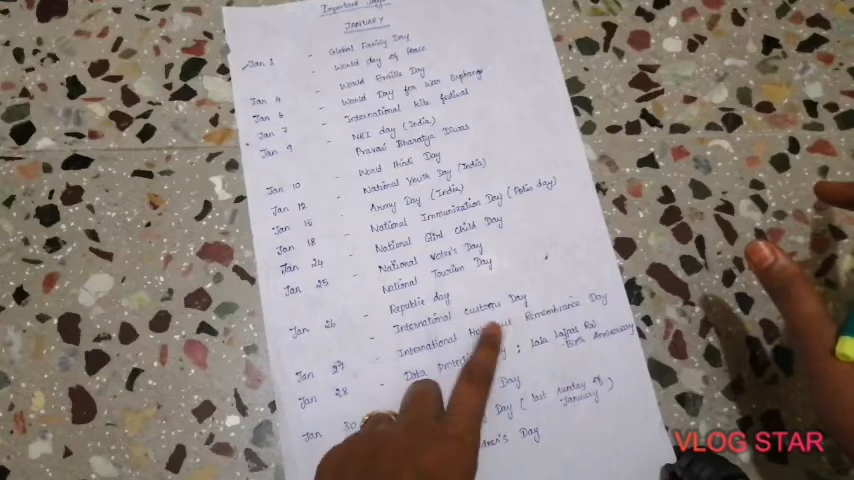 Important Days
JANUARY
Jan 1 - Global Family Day
- World day of Peace
Jan 4 - World Braille Day
Jan 6 - World Day for War Orphange
Jan 7 - International Kite festival
Jan 9 - NRI day (India)
Pravasi Bharatya Diwas
Jan 10 - World Hindi Day
Jan 12 - National Youth Day (India)
Jan 15 - Army Day (India)
Jan 18 - National Immunization Day (Polio day)
Jan 24 - National Girl Child Day
Jan 25 - National Voter's Day
National Tourism Day
Jan 26 - Republic day
- International Customs Day
Jan 27 - International Remembrance Day
Jan 28 - Data ; Lala Lajpat Rai
Birth Anniversary
Jan 30 Day
Day (last sunday of
January)
Day
VLOG STAR